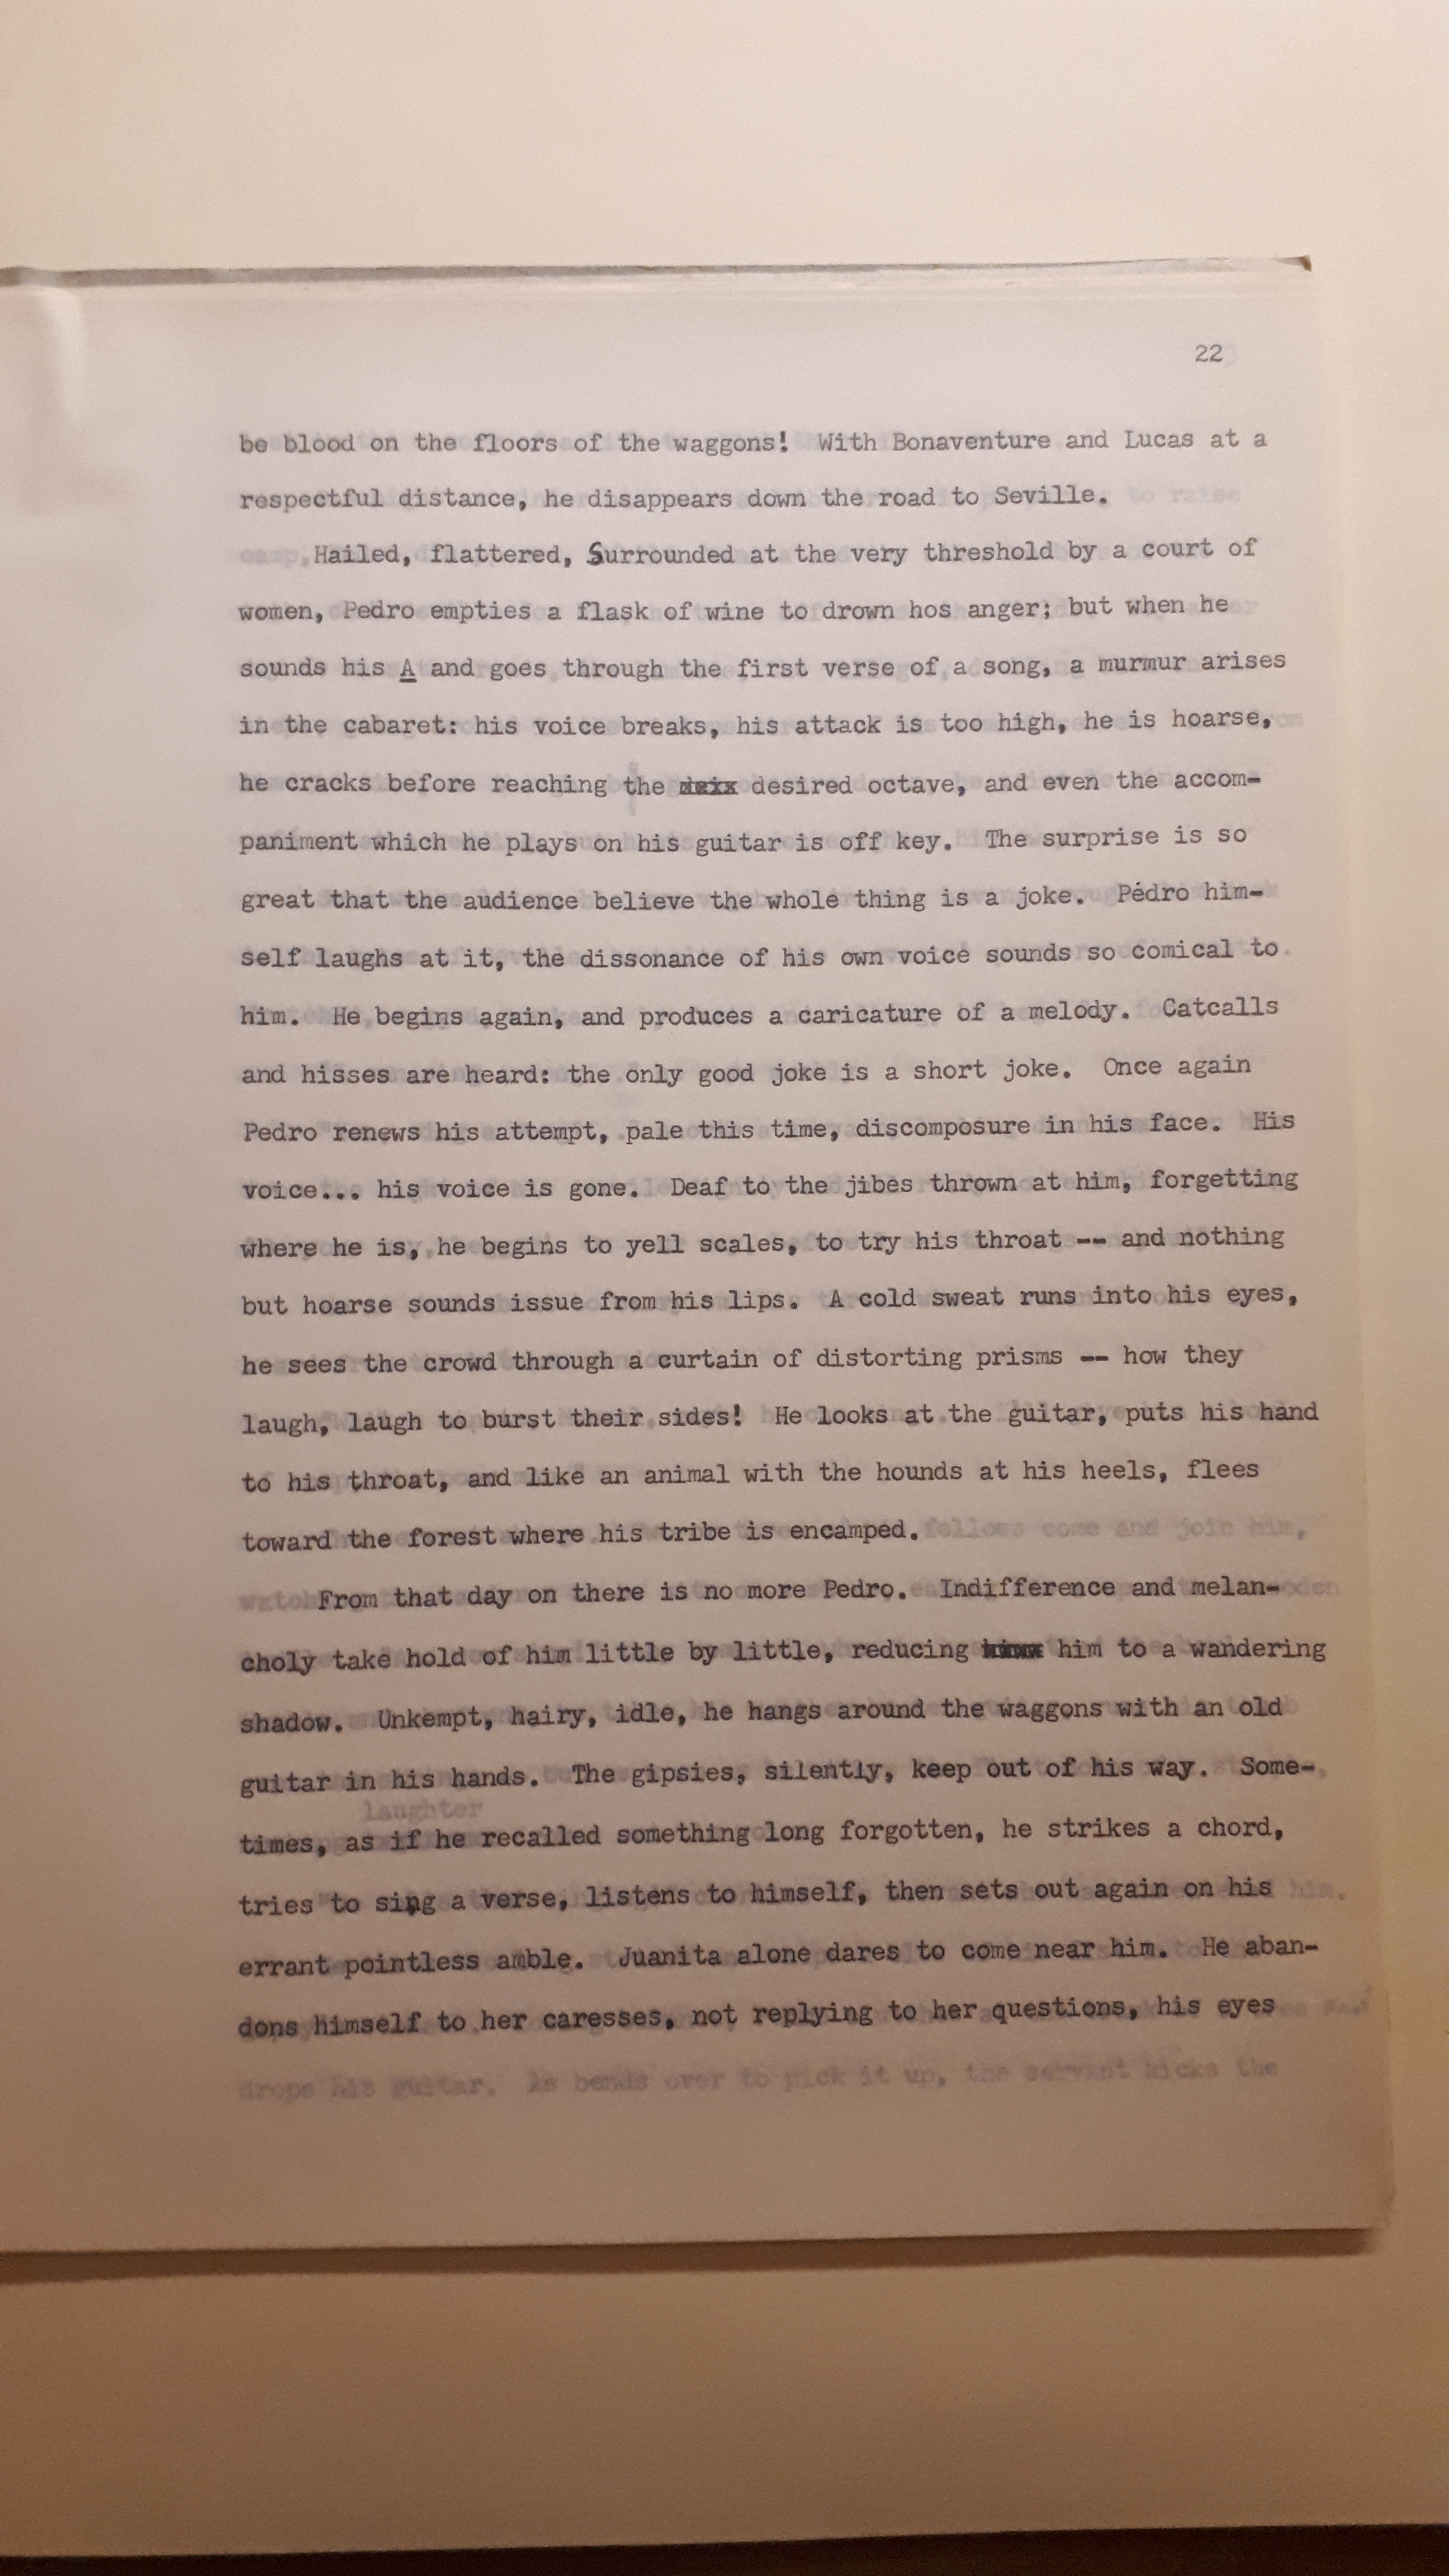 22
be blood on the floors of the waggons!  With Bonaventure and Lucas at a
respectful distance, he disappears down the road to Seville.
Hailed, flattered, Surrounded at the very threshold by a court of
women, Pedro empties a flask of wine to drown hos anger; but when he
sounds his A and goes through the first verse of a song, a murmur arises
in the cabaret: his voice breaks, his attack is too high, he is hoarse,
he cracks before reaching the desired octave, and even the accom-
paniment which he plays on his guitar is off key.  The surprise is so
great that the audience believe the whole thing is a joke.  Pedro him-
self laughs at it, the dissonance of his own voice sounds so comical to
him.  He begins again, and produces a caricature of a melody.  Catcalls
and hisses are heard: the only good joke is a short joke.  Once again
Pedro renews his attempt, pale this time, discomposure in his face.  His
voice... his voice is gone.  Deaf to the jibes thrown at him, forgetting
where he is, he begins to yell scales, to try his throat -- and nothing
but hoarse sounds issue from his lips.  A cold sweat runs into his eyes,
he sees the crowd through a curtain of distorting prisms -- how they
laugh, laugh to burst their sides!  He looks at the guitar, puts his hand
to his throat, and like an animal with the hounds at his heels, flees
toward the forest where his tribe is encamped.
From that day on there is no more Pedro.  Indifference and melan-
choly take hold of him little by little, reducing him to a wandering
shadow.  Unkempt, hairy, idle, he hangs around the waggons with an old
guitar in his hands.  The gipsies, silently, keep out of his way.  Some-
times, as if he recalled something long forgotten, he strikes a chord,
tries to sing a verse, listens to himself, then sets out again on his
errant pointless amble.  Juanita alone dares to come near him.  He aban-
dons himself to her caresses, not replying to her questions, his eyes
drops his guitar.  As bends over to pick it up, the servant kicks the